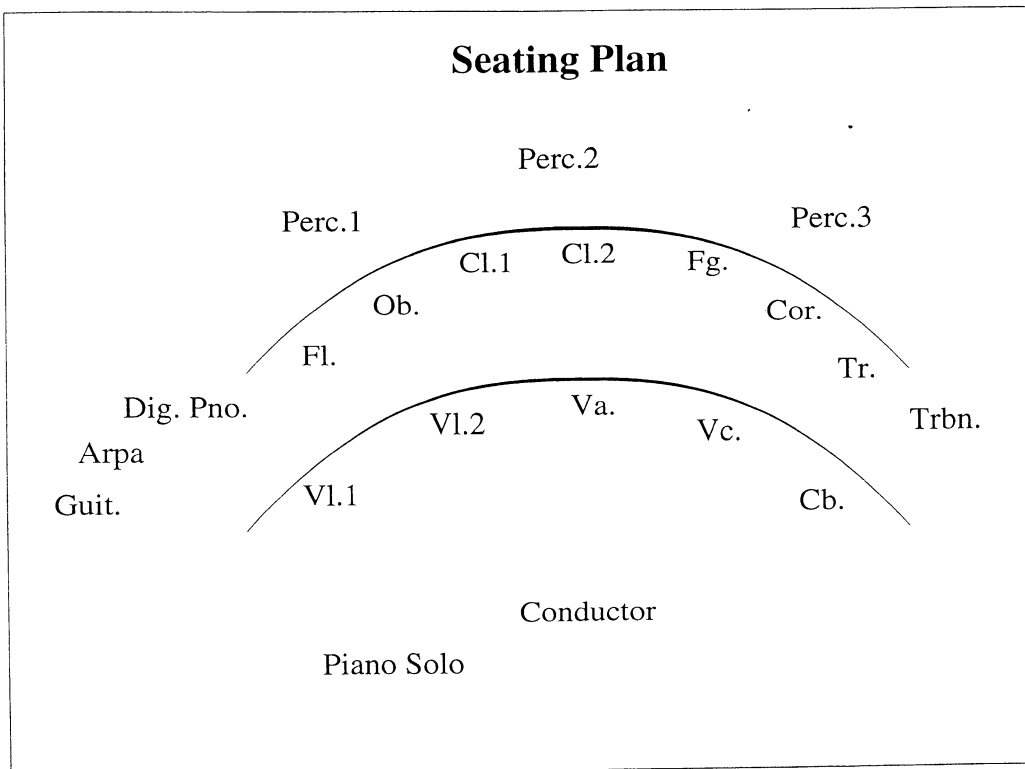 Seating Plan
Perc.2
Perc.1
Perc.3
Cl.1
Cl.2
Fg.
Ob.
Cor.
Fl.
Tr.
Dig. Pno.
Vl.2
Va.
Vc.
Trbn.
Arpa
Guit.
Vl.1
Cb.
Conductor
Piano Solo